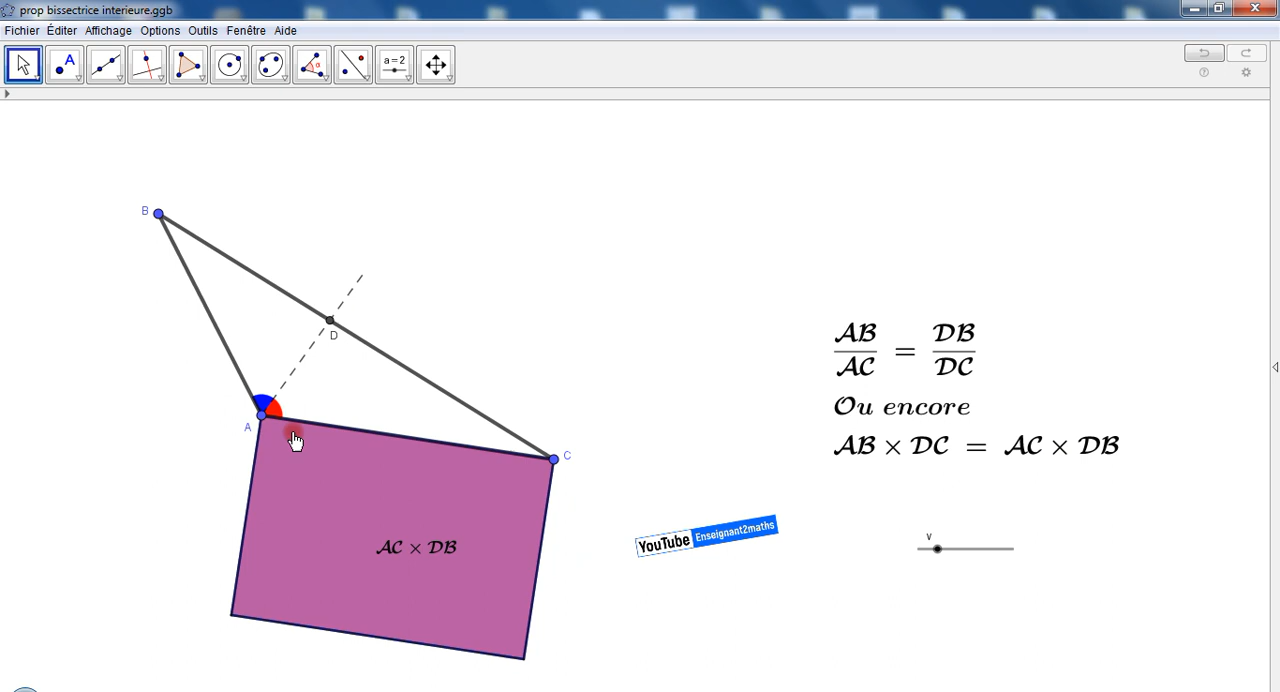 prop bissectrice interieure.ggb
Fichier Éditer Affichage Options Outils Fenêtre Aide
A
α
a=2
B
D
A
C
AC × DB
AB/AC = DB/DC
Ou encore
AB × DC = AC × DB
YouTube Enseignant2maths
v